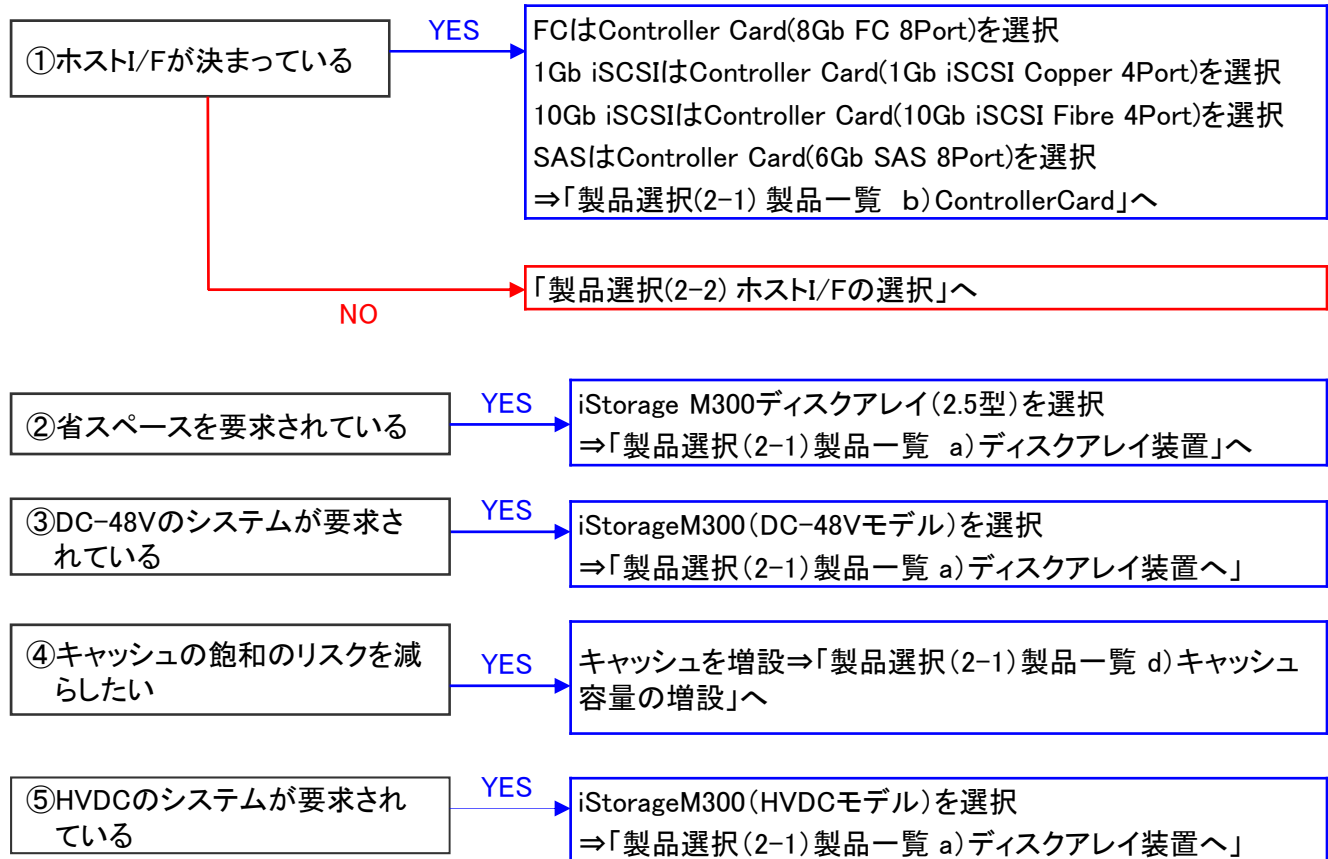 ①ホストI/Fが決まっている
YES
FCはController Card(8Gb FC 8Port)を選択
1Gb iSCSIはController Card(1Gb iSCSI Copper 4Port)を選択
10Gb iSCSIはController Card(10Gb iSCSI Fibre 4Port)を選択
SASはController Card(6Gb SAS 8Port)を選択
⇒「製品選択(2-1) 製品一覧 b)ControllerCard」へ
NO
「製品選択(2-2) ホストI/Fの選択」へ
②省スペースを要求されている
YES
iStorage M300ディスクアレイ(2.5型)を選択
⇒「製品選択(2-1)製品一覧 a)ディスクアレイ装置」へ
③DC-48Vのシステムが要求さ
れている
YES
iStorageM300(DC-48Vモデル)を選択
⇒「製品選択(2-1)製品一覧 a)ディスクアレイ装置へ」
④キャッシュの飽和のリスクを減
らしたい
YES
キャッシュを増設⇒「製品選択(2-1)製品一覧 d)キャッシュ
容量の増設」へ
⑤HVDCのシステムが要求され
ている
YES
iStorageM300(HVDCモデル)を選択
⇒「製品選択(2-1)製品一覧 a)ディスクアレイ装置へ」